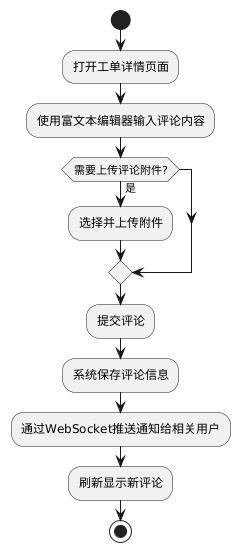 打开工单详情页面
使用富文本编辑器输入评论内容
需要上传评论附件?
是
选择并上传附件
提交评论
系统保存评论信息
通过WebSocket推送通知给相关用户
刷新显示新评论